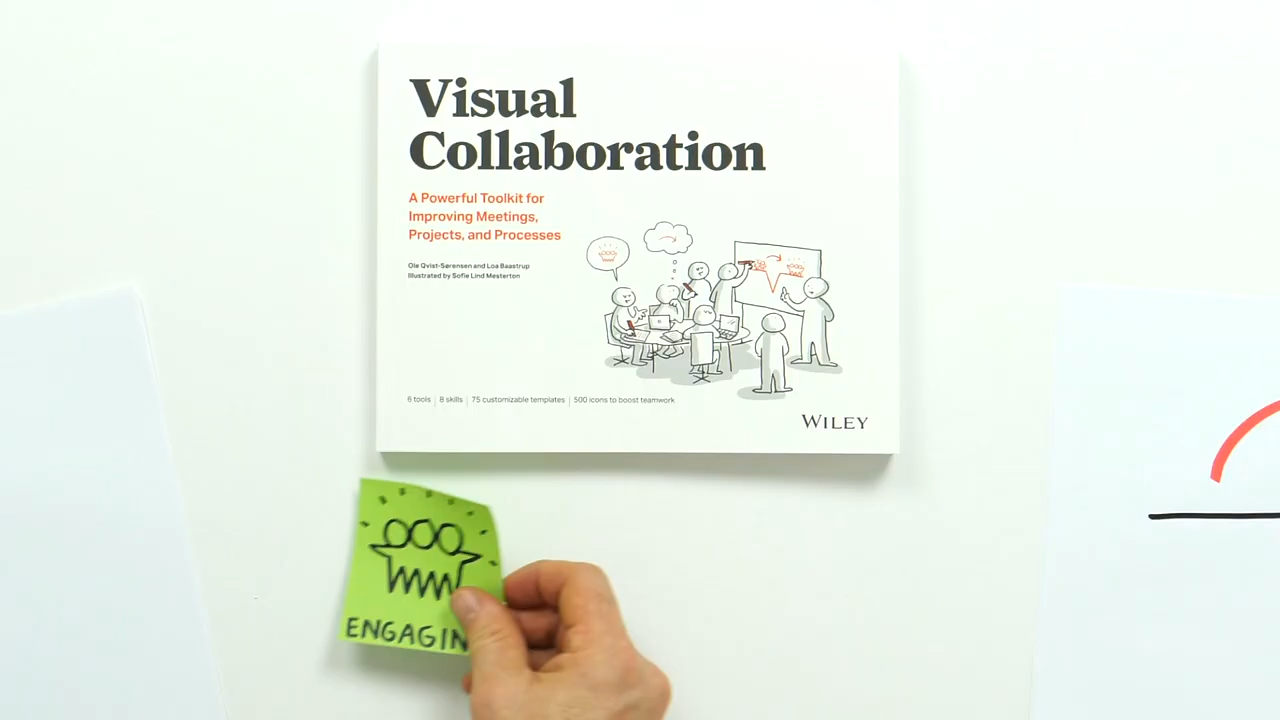 Visual
Collaboration
A Powerful Toolkit for
Improving Meetings,
Projects, and Processes
Ole Qvist-Sørensen and Loa Baastrup
Illustrated by Sofie Lind Mesterton
6 tools | 8 skills | 75 customizable templates | 500 icons to boost teamwork
WILEY
ENGAGIN